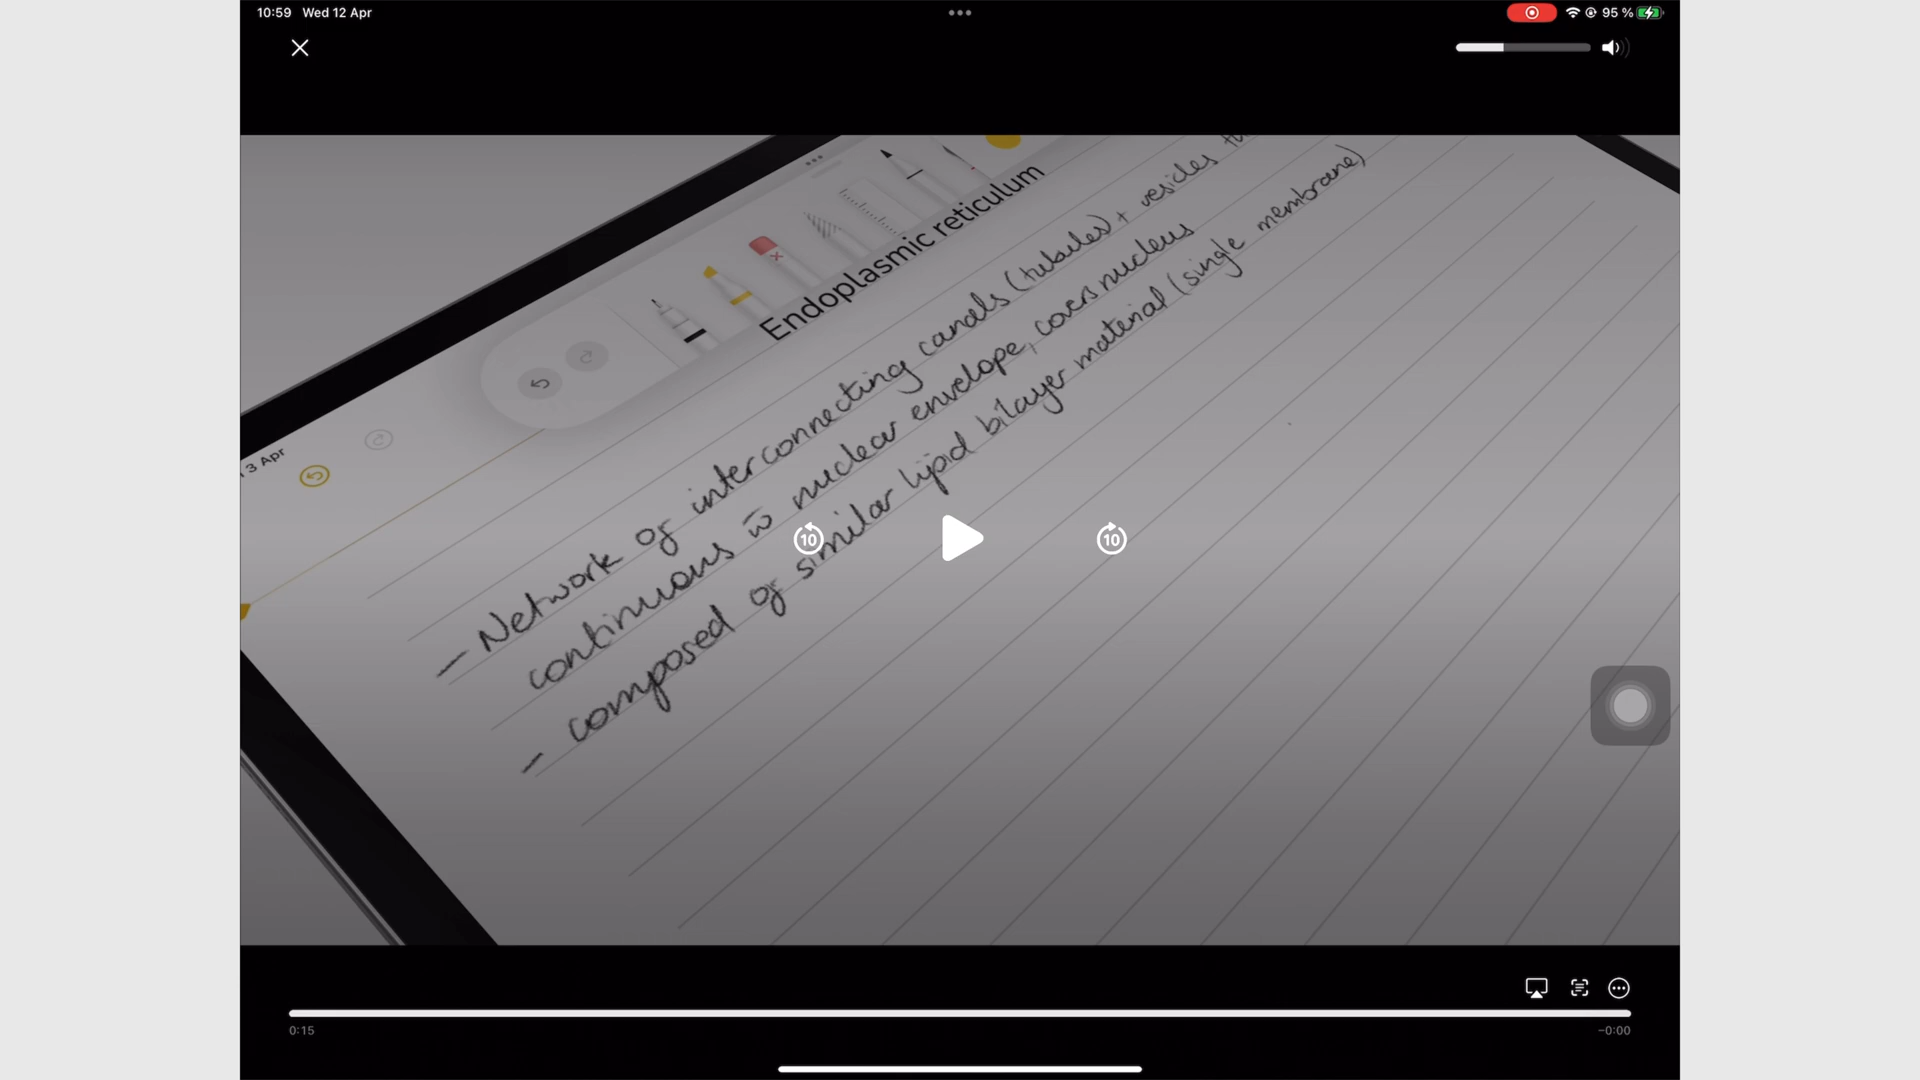 10:59 Wed 12 Apr
95 %
3 Apr
Endoplasmic reticulum
- Network of interconnecting canals (tubules) + vesicles
continuous w nuclear envelope, covers nucleus
- composed of similar lipid bilayer material (single membrane)
10
10
0:15
-0:00